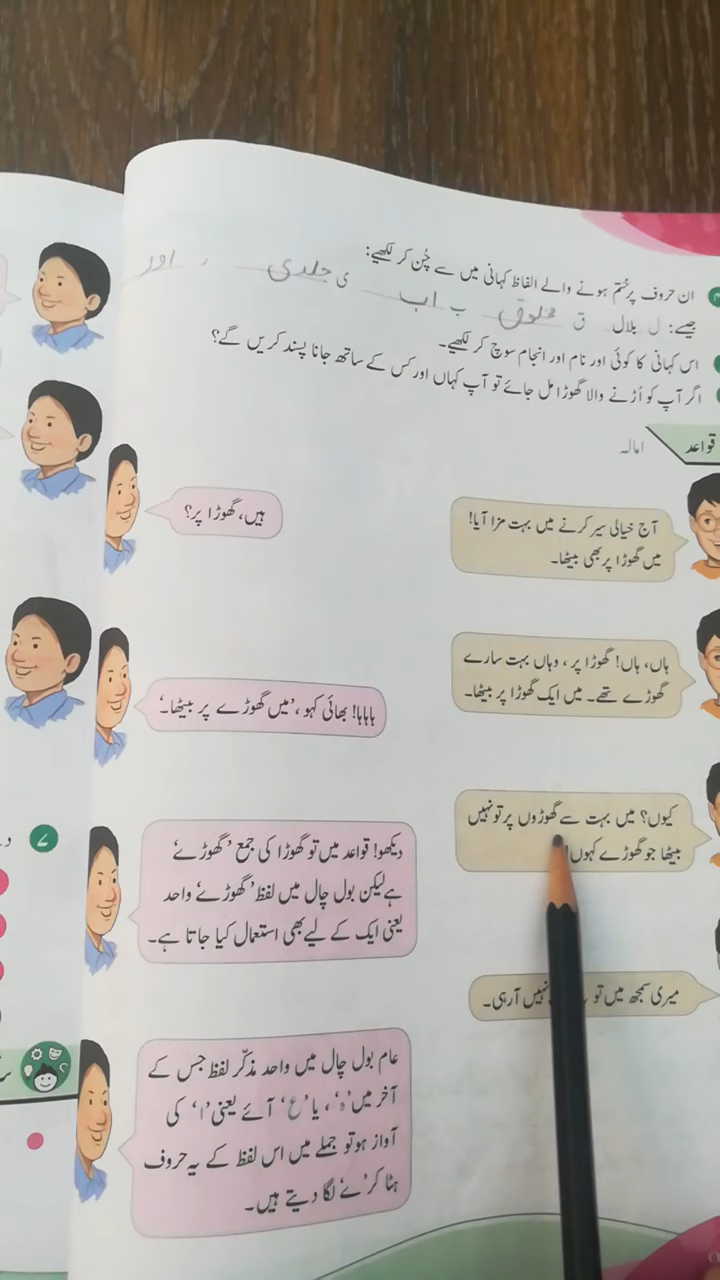 ان حروف پر ختم ہونے والے الفاظ کہانی میں سے چُن کر لکھیے:
جیسے: ل بلال ق مخلوق ب اب ی جلدی ر اور
اس کہانی کا کوئی اور نام اور انجام سوچ کر لکھیے۔
اگر آپ کو اُڑنے والا گھوڑا مل جائے تو آپ کہاں اور کس کے ساتھ جانا پسند کریں گے؟
قواعد
امالہ
آج خیالی سیر کرنے میں بہت مزا آیا!
میں گھوڑا پر بھی بیٹھا۔
ہیں، گھوڑا پر؟
ہاں، ہاں! گھوڑا پر، وہاں بہت سارے
گھوڑے تھے۔ میں ایک گھوڑا پر بیٹھا۔
ہاہاہا! بھائی کہو، ’میں گھوڑے پر بیٹھا۔‘
کیوں؟ میں بہت سے گھوڑوں پر تو نہیں
بیٹھا جو گھوڑے کہوں!
دیکھو! قواعد میں تو گھوڑا کی جمع ’گھوڑے‘
ہے لیکن بول چال میں لفظ ’گھوڑے‘ واحد
یعنی ایک کے لیے بھی استعمال کیا جاتا ہے۔
میری سمجھ میں تو نہیں آرہی۔
عام بول چال میں واحد مذکّر لفظ جس کے
آخر میں ’ہ‘، یا ’ع‘ آئے یعنی ’ا‘ کی
آواز ہو تو جملے میں اس لفظ کے یہ حروف
ہٹا کر ’ے‘ لگا دیتے ہیں۔
۷